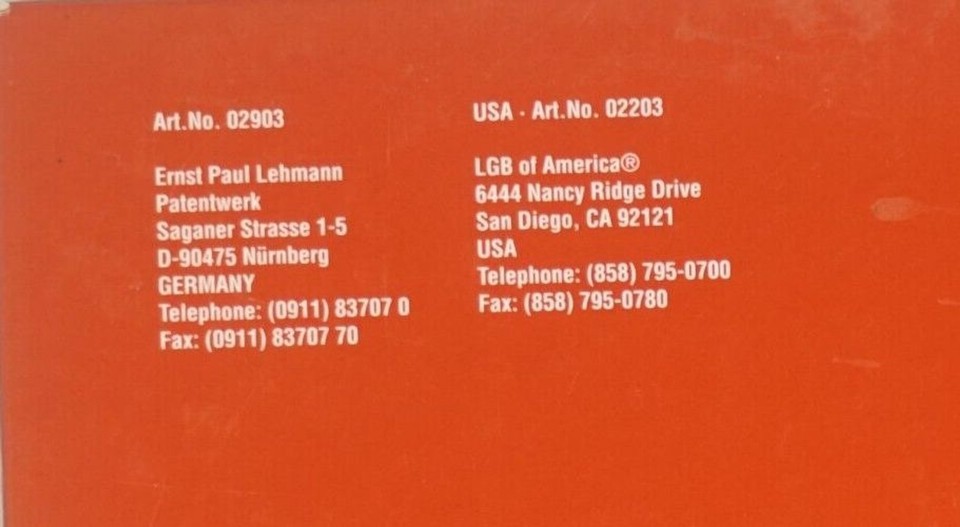 Art.No. 02903
Ernst Paul Lehmann
Patentwerk
Saganer Strasse 1-5
D-90475 Nürnberg
GERMANY
Telephone: (0911) 83707 0
Fax: (0911) 83707 70
USA · Art.No. 02203
LGB of America®
6444 Nancy Ridge Drive
San Diego, CA 92121
USA
Telephone: (858) 795-0700
Fax: (858) 795-0780